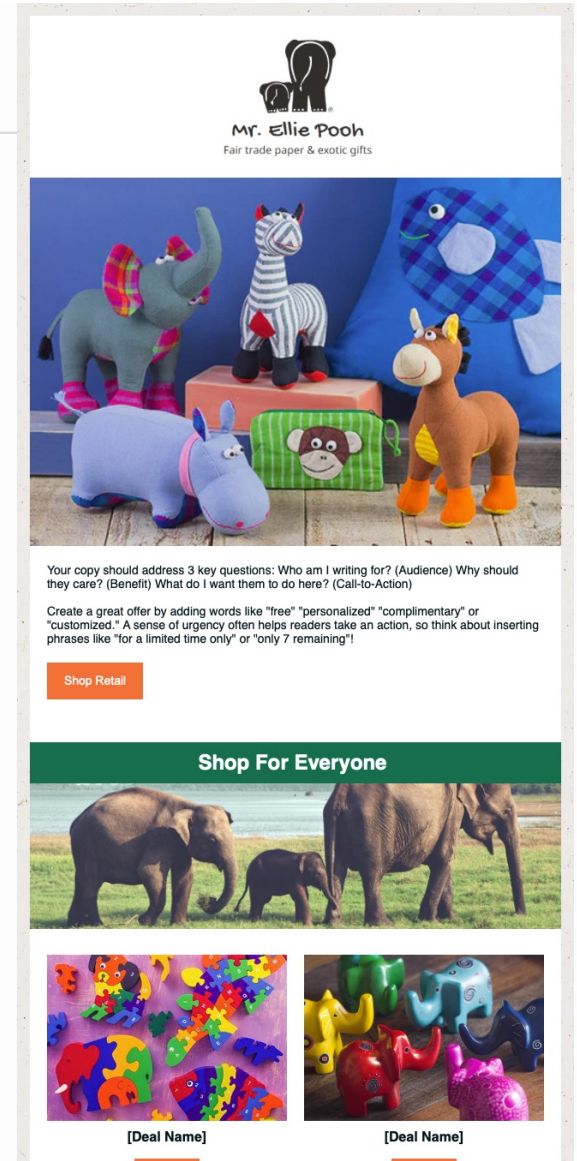 Mr. Ellie Pooh
Fair trade paper & exotic gifts
Your copy should address 3 key questions: Who am I writing for? (Audience) Why should
they care? (Benefit) What do I want them to do here? (Call-to-Action)
Create a great offer by adding words like "free" "personalized" "complimentary" or
"customized." A sense of urgency often helps readers take an action, so think about inserting
phrases like "for a limited time only" or "only 7 remaining"!
Shop Retail
Shop For Everyone
[Deal Name]
[Deal Name]